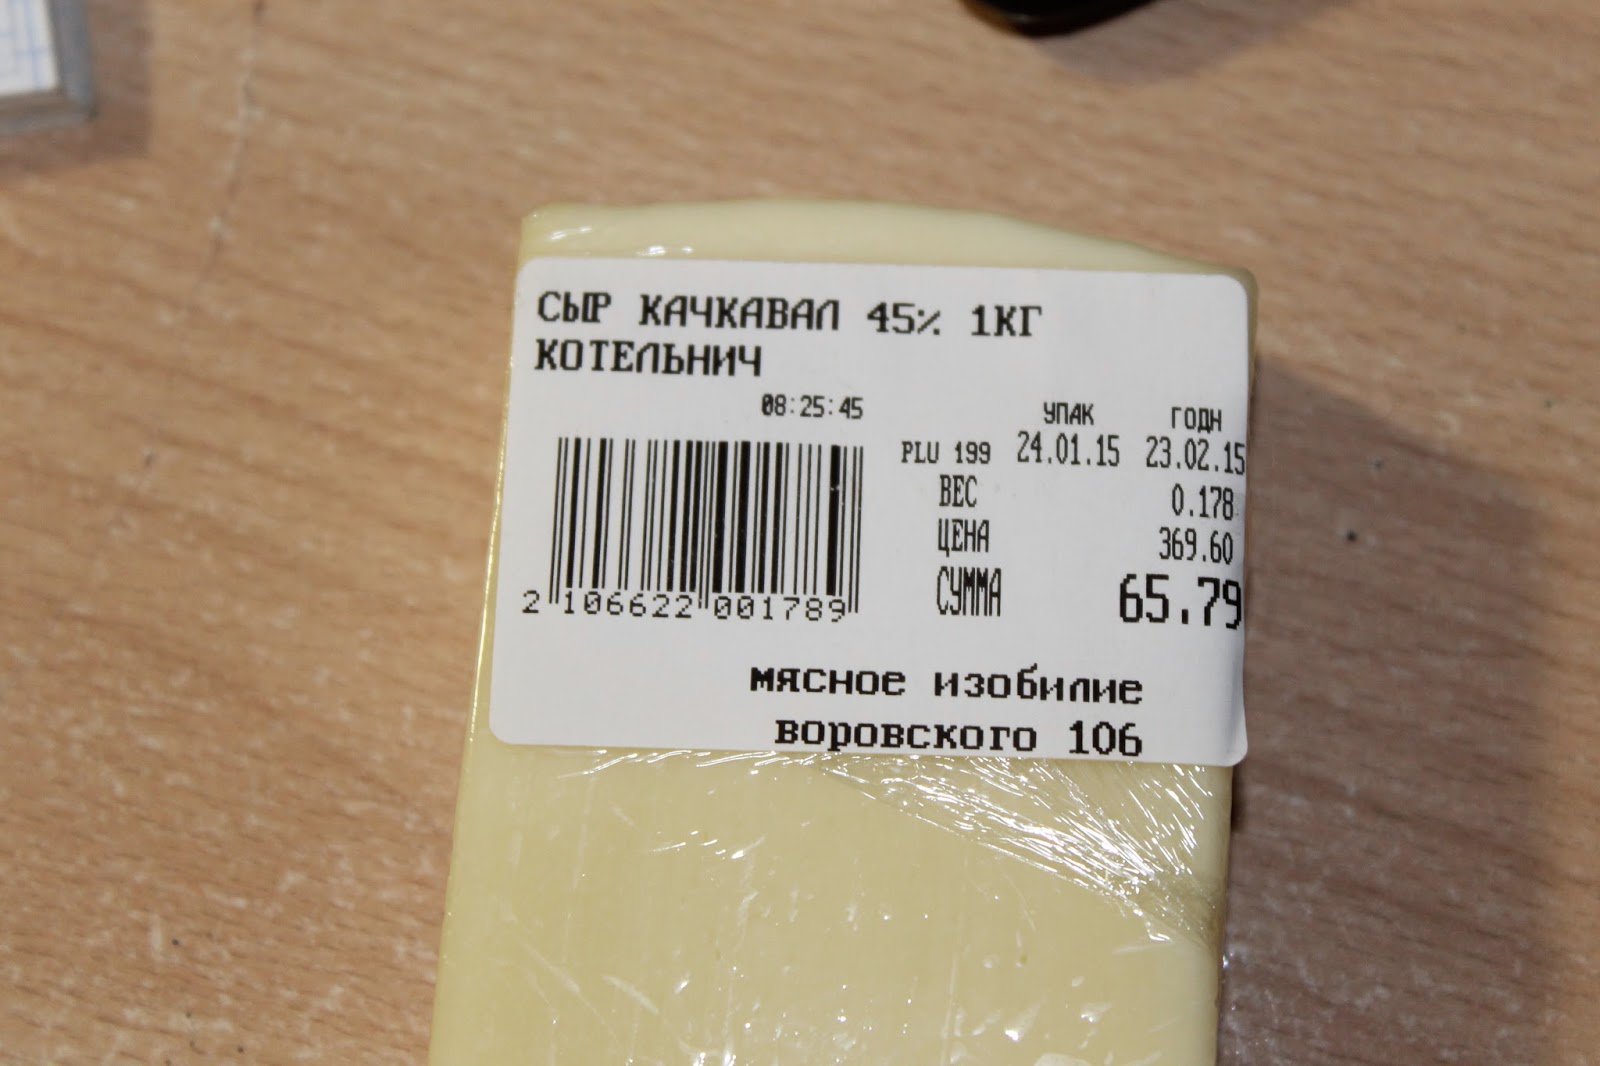 СЫР КАЧКАВАЛ 45% 1КГ
КОТЕЛЬНИЧ
08:25:45
УПАК ГОДН
PLU 199 24.01.15 23.02.15
ВЕС 0.178
ЦЕНА 369.60
СУММА 65.79
2 106622 001789
мясное изобилие
воровского 106